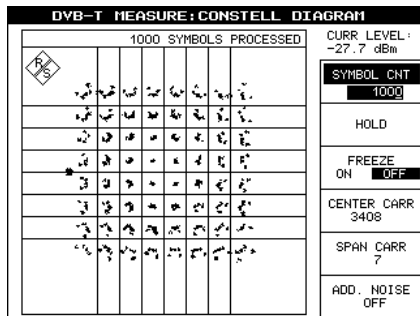 DVB-T MEASURE:CONSTELL DIAGRAM
1000 SYMBOLS PROCESSED
R/S
CURR LEVEL:
-27.7 dBm
SYMBOL CNT
1000
HOLD
FREEZE
ON OFF
CENTER CARR
3408
SPAN CARR
7
ADD. NOISE
OFF